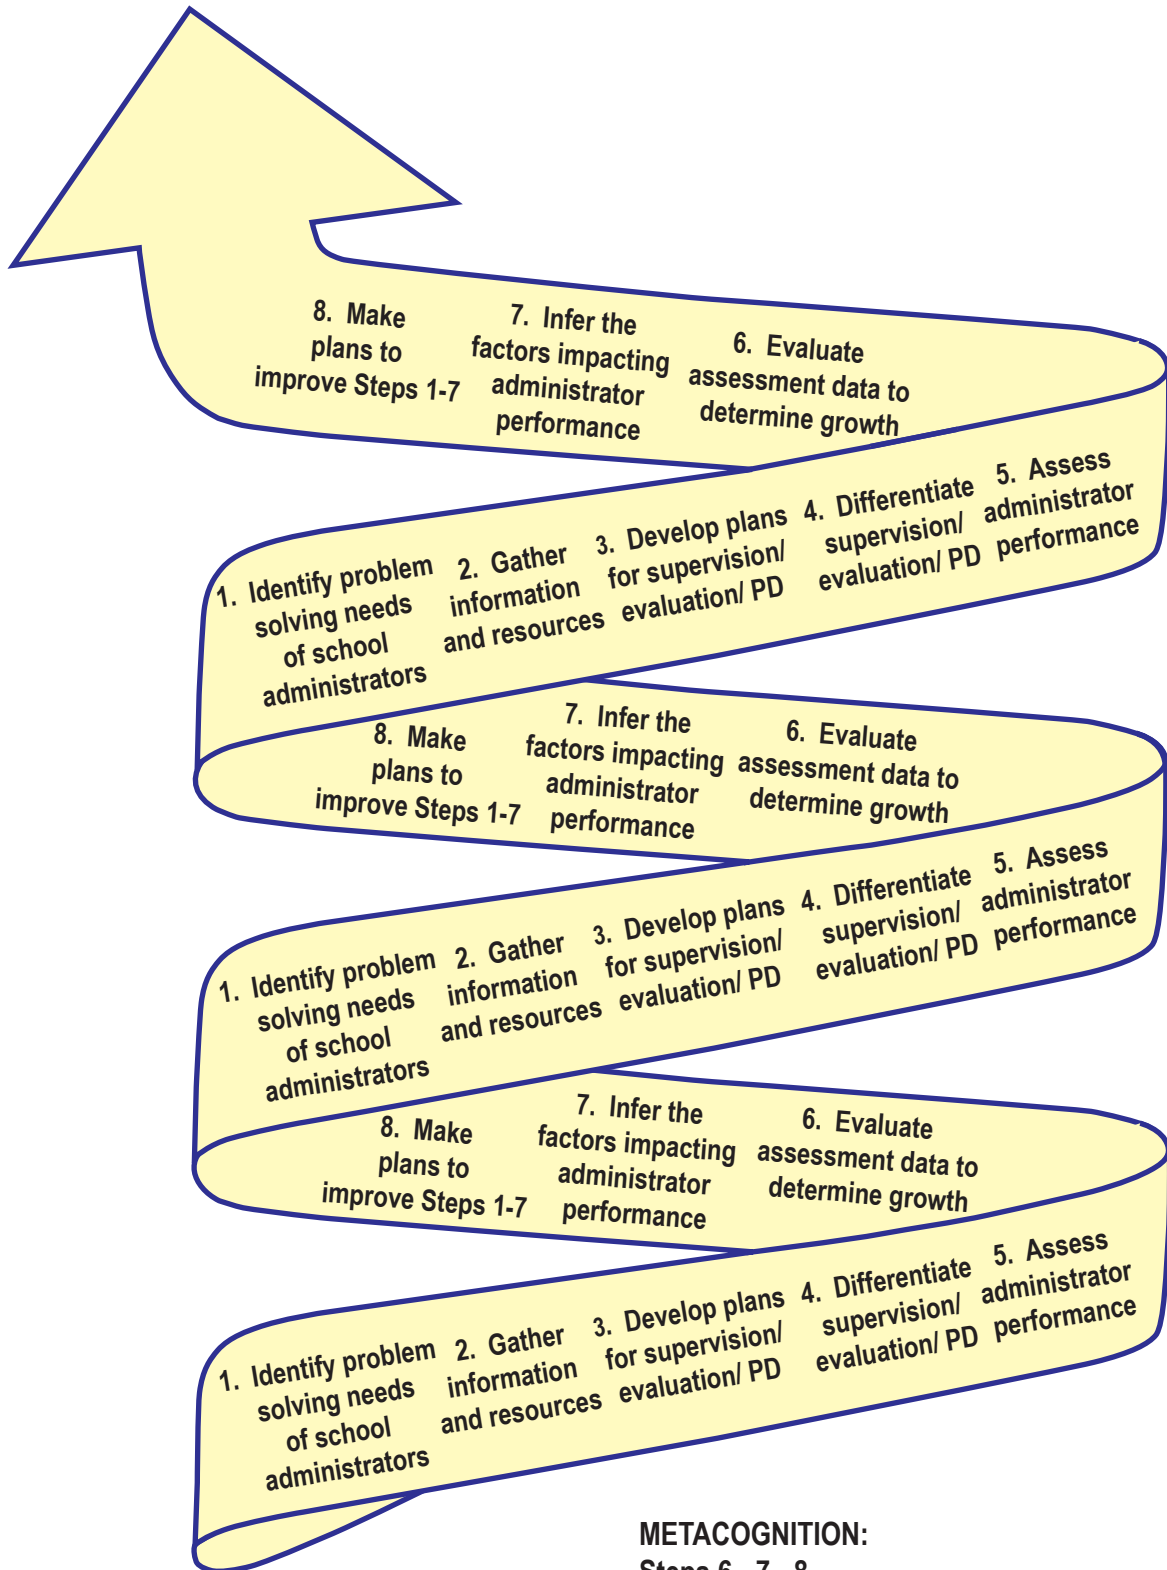 8. Make
plans to
improve Steps 1-7
7. Infer the
factors impacting
administrator
performance
6. Evaluate
assessment data to
determine growth
1. Identify problem
solving needs
of school
administrators
2. Gather
information
and resources
3. Develop plans
for supervision/
evaluation/ PD
4. Differentiate
supervision/
evaluation/ PD
5. Assess
administrator
performance
8. Make
plans to
improve Steps 1-7
7. Infer the
factors impacting
administrator
performance
6. Evaluate
assessment data to
determine growth
1. Identify problem
solving needs
of school
administrators
2. Gather
information
and resources
3. Develop plans
for supervision/
evaluation/ PD
4. Differentiate
supervision/
evaluation/ PD
5. Assess
administrator
performance
8. Make
plans to
improve Steps 1-7
7. Infer the
factors impacting
administrator
performance
6. Evaluate
assessment data to
determine growth
1. Identify problem
solving needs
of school
administrators
2. Gather
information
and resources
3. Develop plans
for supervision/
evaluation/ PD
4. Differentiate
supervision/
evaluation/ PD
5. Assess
administrator
performance
METACOGNITION:
Steps 6 7 8